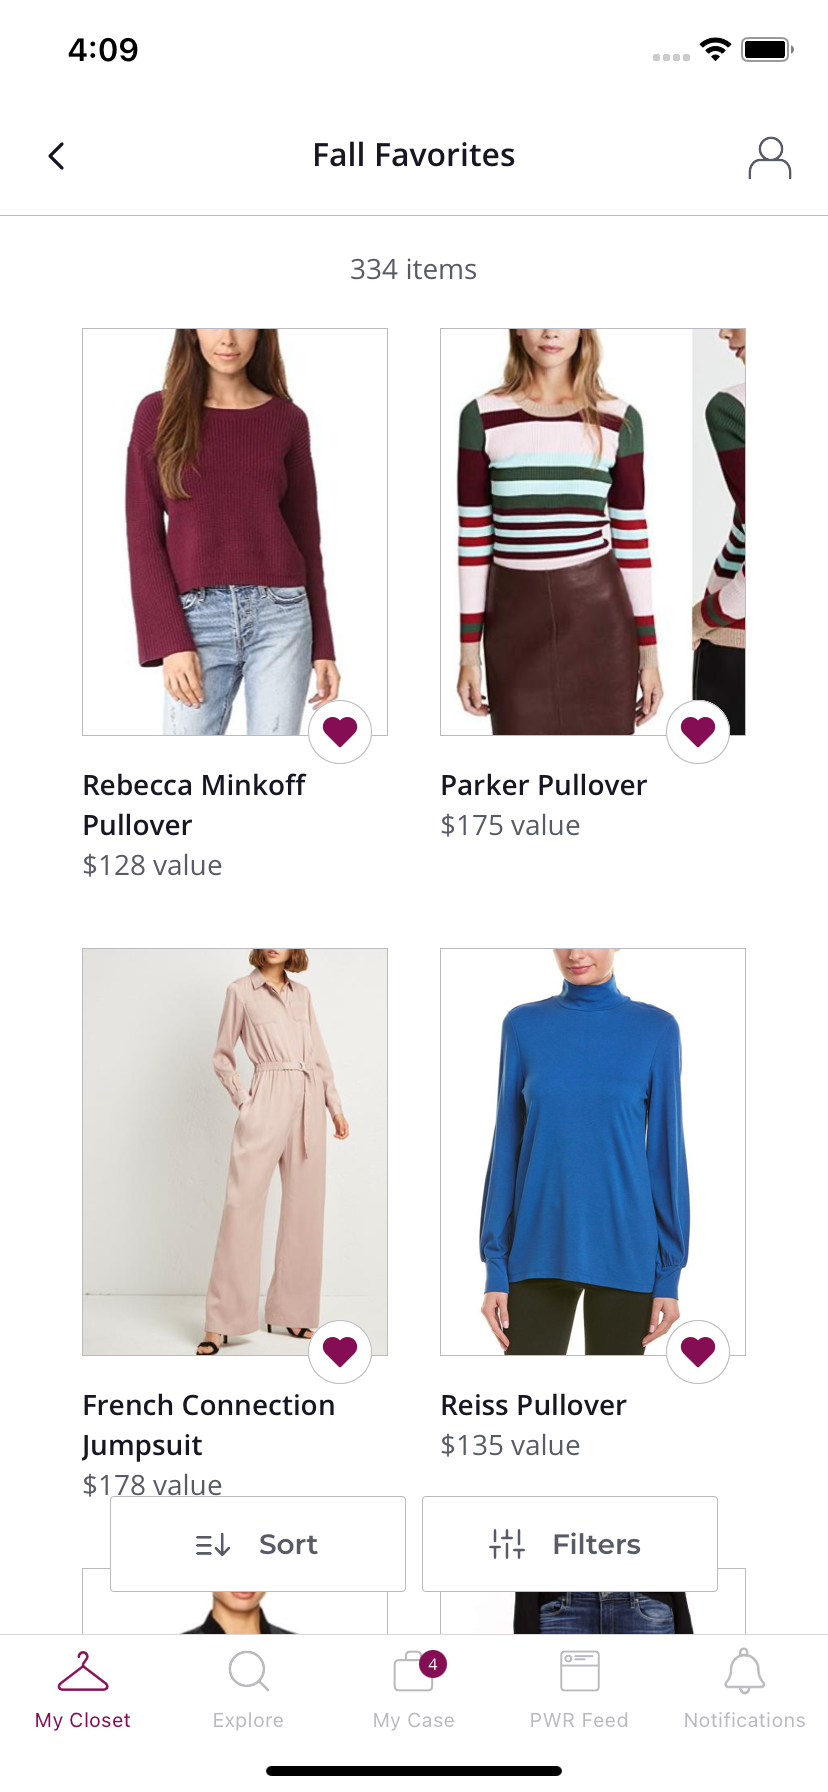 4:09
Fall Favorites
334 items
Rebecca Minkoff
Pullover
$128 value
Parker Pullover
$175 value
French Connection
Jumpsuit
$178 value
Reiss Pullover
$135 value
Sort
Filters
4
My Closet
Explore
My Case
PWR Feed
Notifications